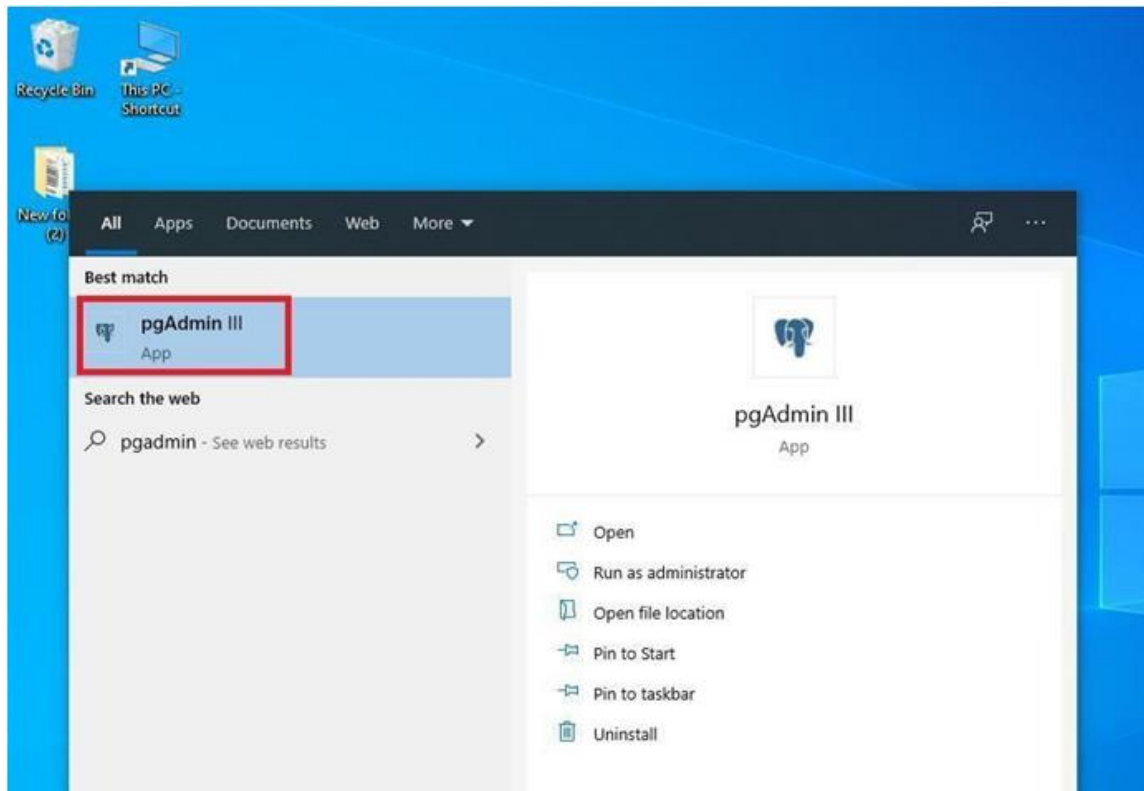 Recycle Bin
This PC -
Shortcut
New fol
(2)
All Apps Documents Web More
Best match
pgAdmin III
App
Search the web
pgadmin - See web results
pgAdmin III
App
Open
Run as administrator
Open file location
Pin to Start
Pin to taskbar
Uninstall